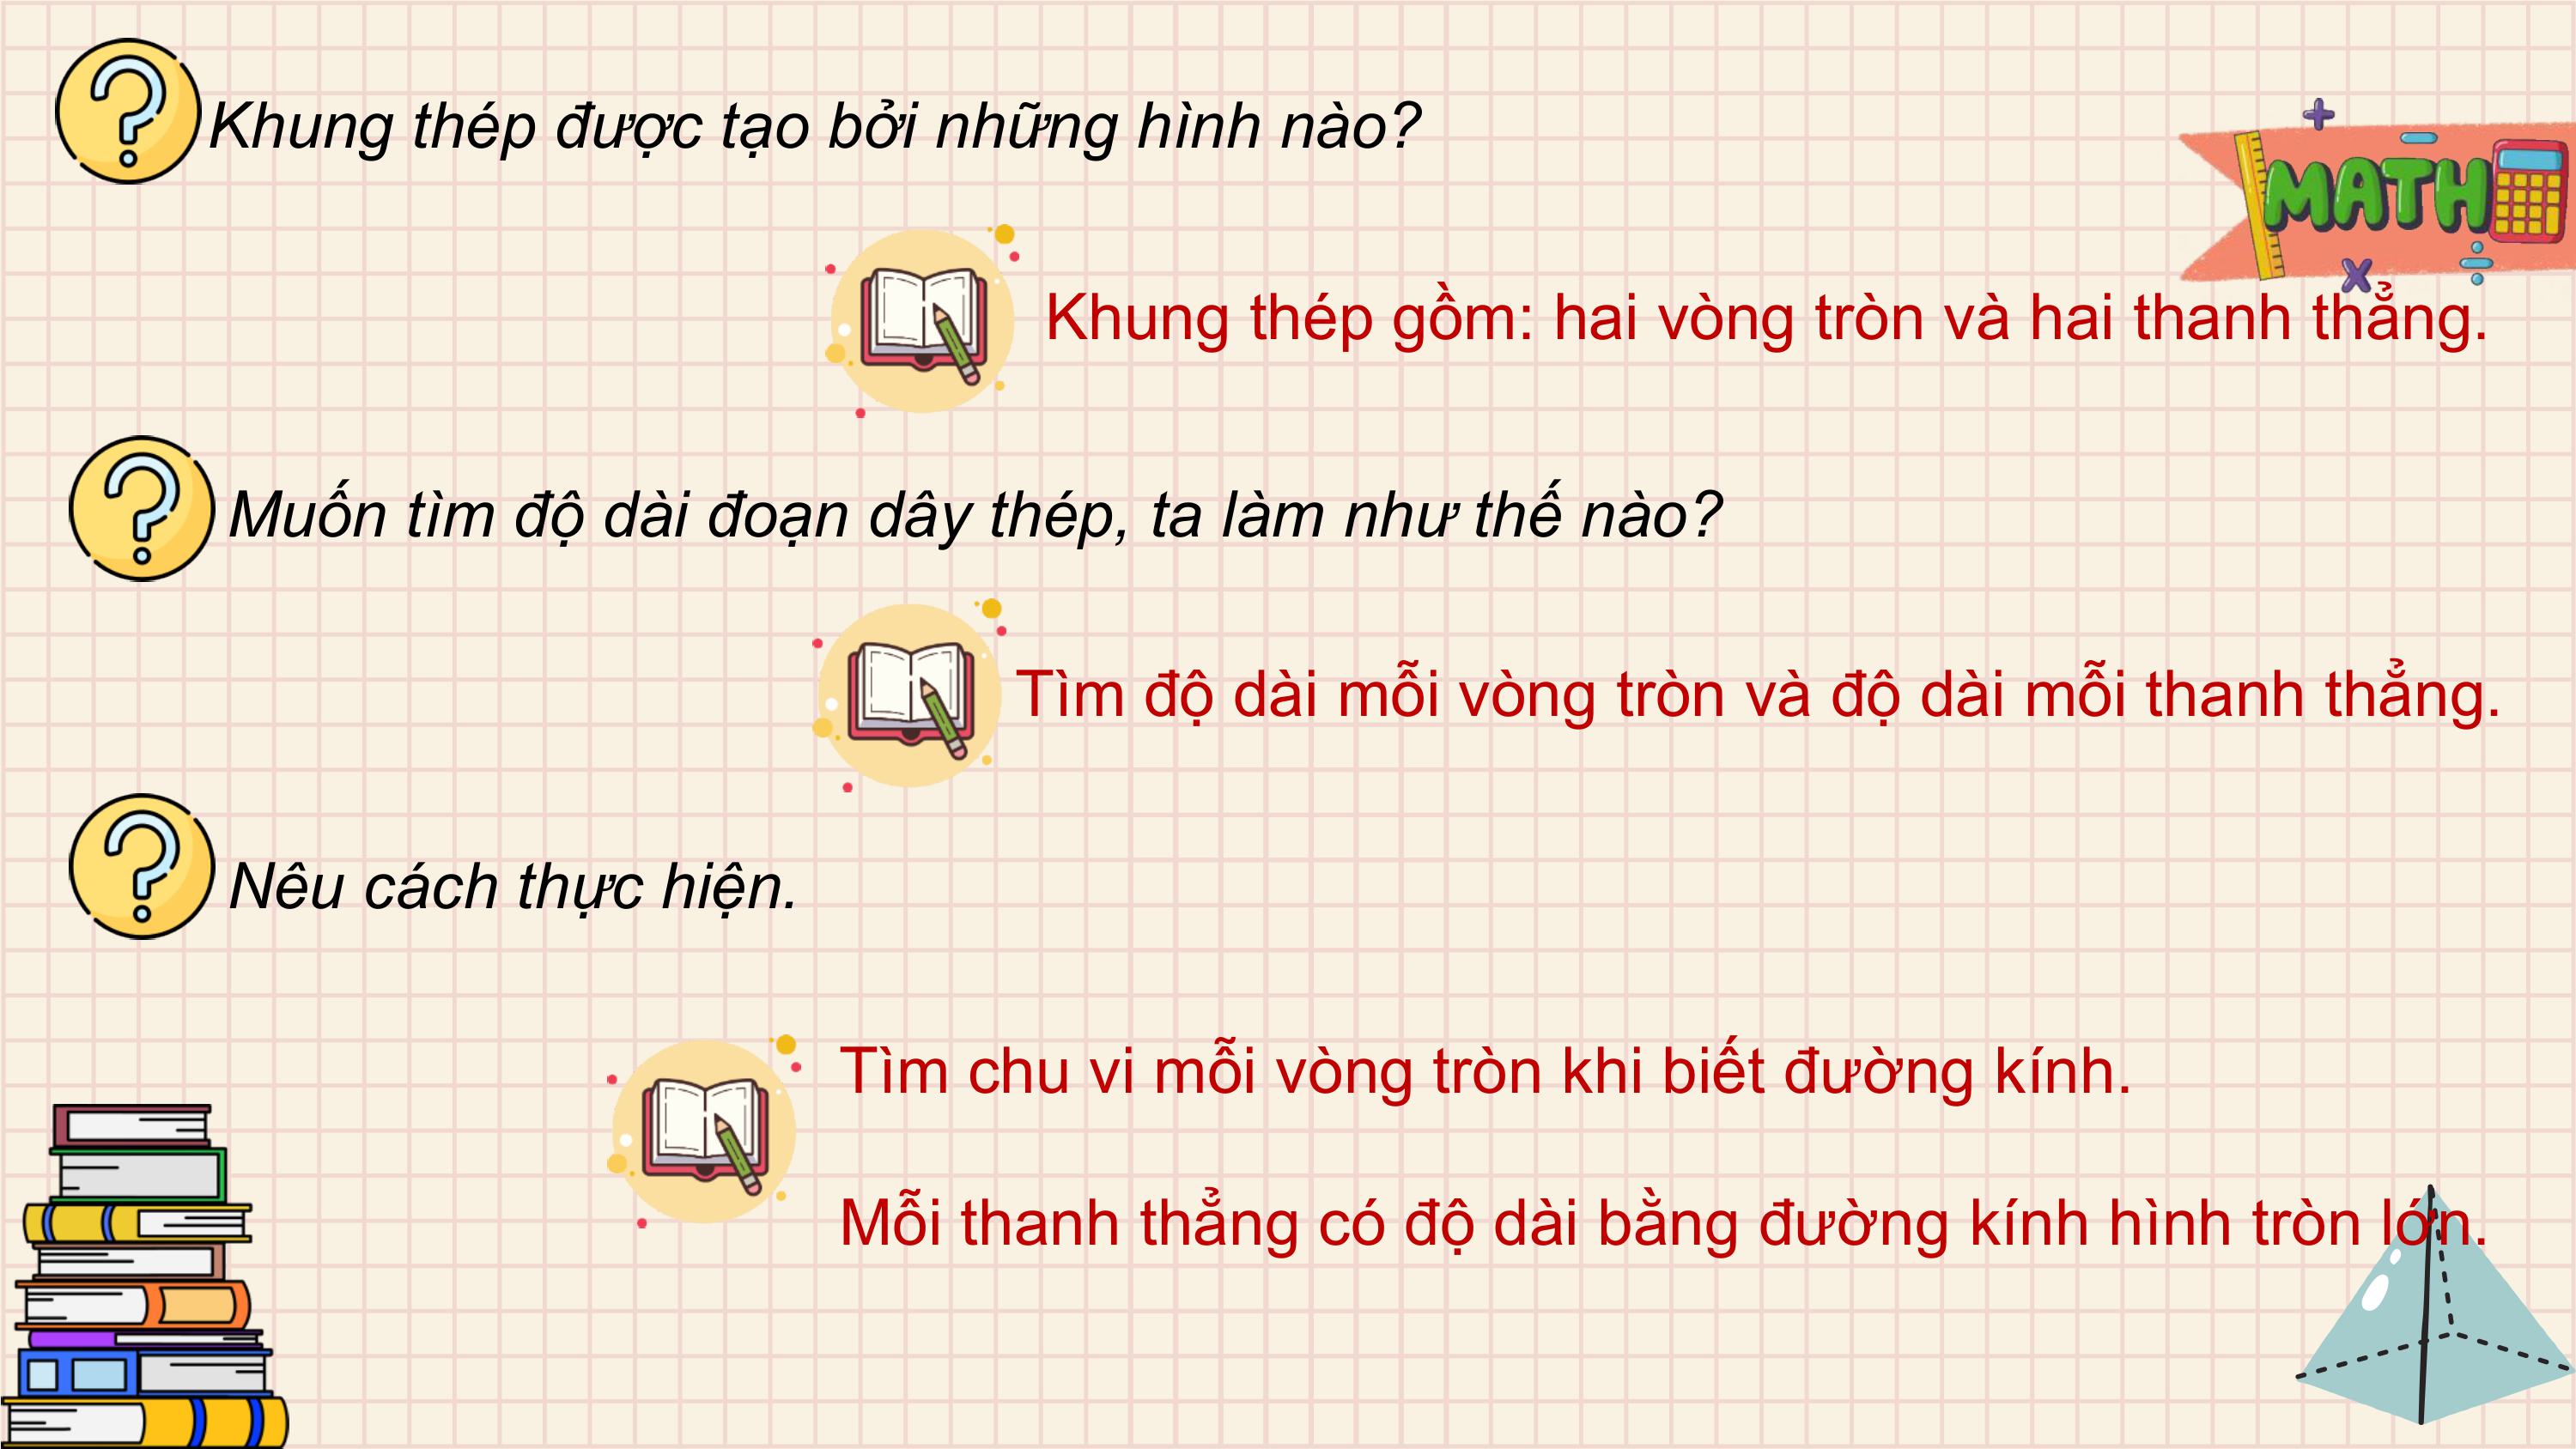 Khung thép được tạo bởi những hình nào?
MATH
Khung thép gồm: hai vòng tròn và hai thanh thẳng.
Muốn tìm độ dài đoạn dây thép, ta làm như thế nào?
Tìm độ dài mỗi vòng tròn và độ dài mỗi thanh thẳng.
Nêu cách thực hiện.
Tìm chu vi mỗi vòng tròn khi biết đường kính.
Mỗi thanh thẳng có độ dài bằng đường kính hình tròn lớn.